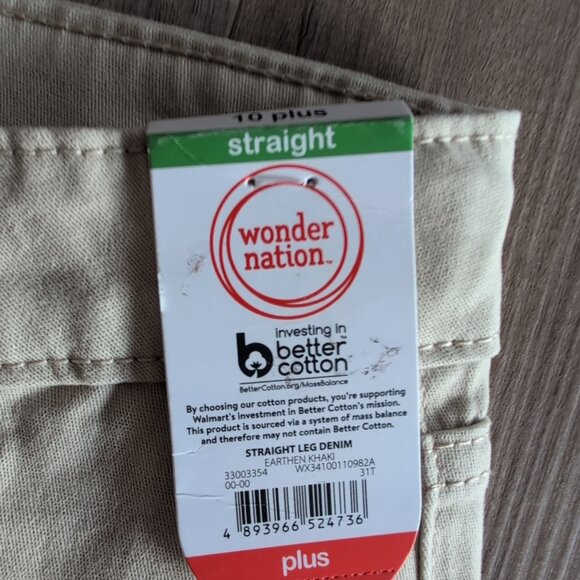 10 plus
straight
wonder
nation™
investing in
better™
cotton
BetterCotton.org/MassBalance
By choosing our cotton products, you're supporting
Walmart's investment in Better Cotton's mission.
This product is sourced via a system of mass balance
and therefore may not contain Better Cotton.
STRAIGHT LEG DENIM
EARTHEN KHAKI
33003354 WX34100110982A
00-00 31T
4 893966 524736
plus